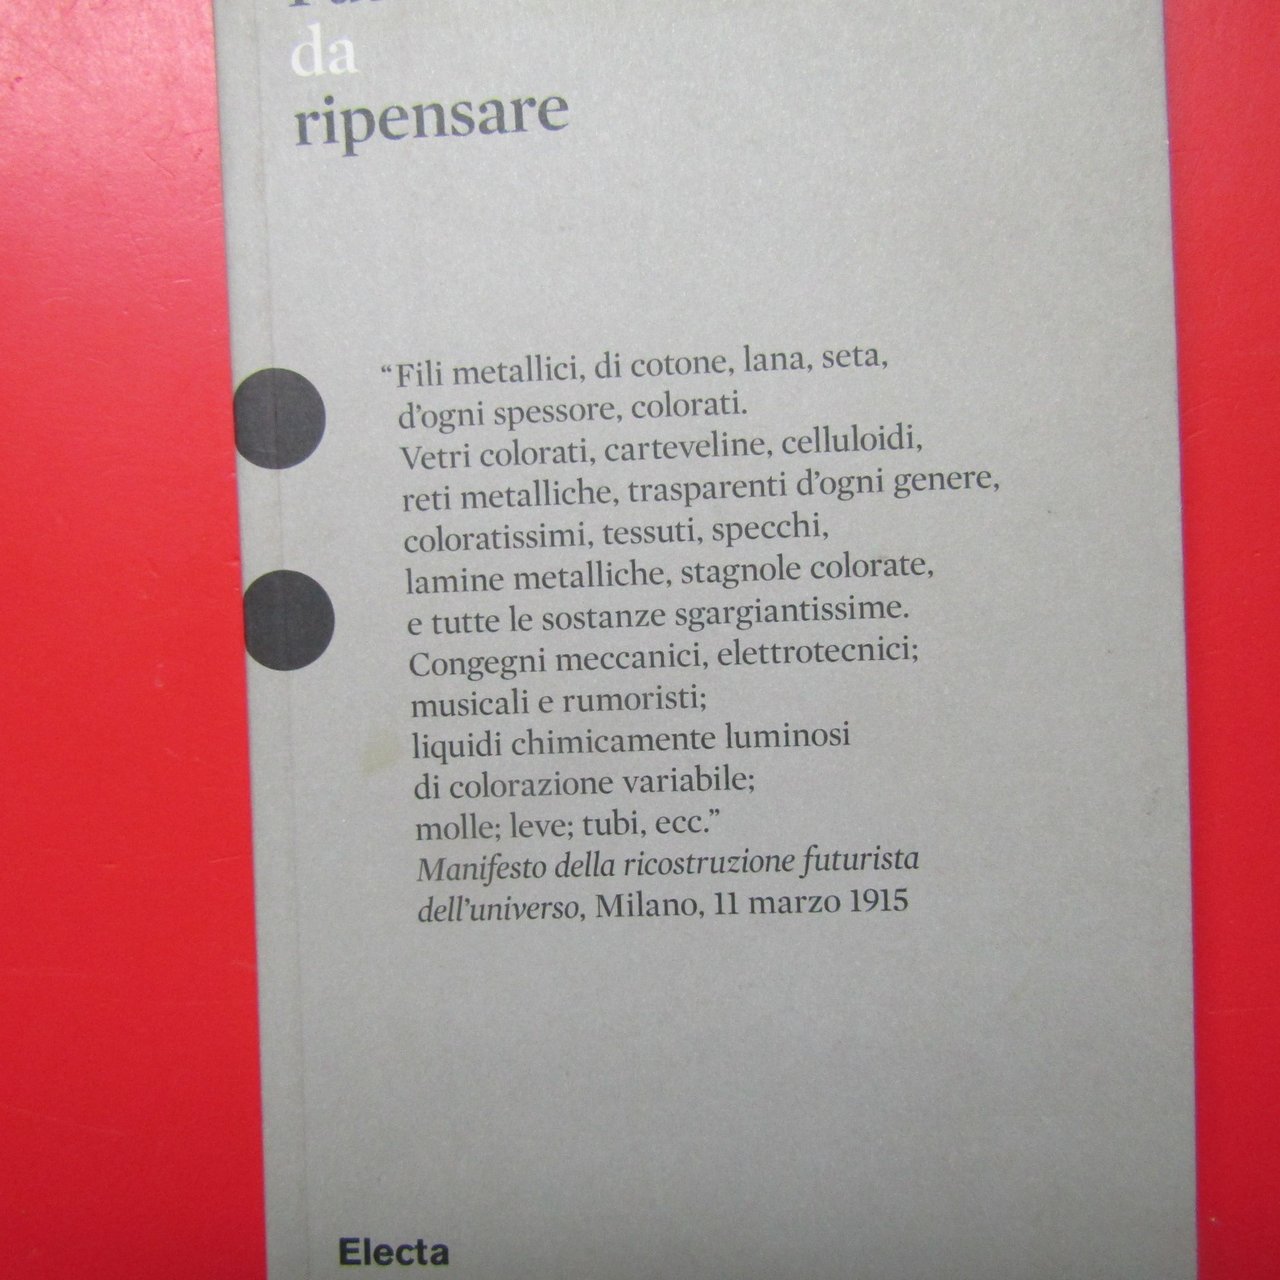 da
ripensare
“Fili metallici, di cotone, lana, seta,
d’ogni spessore, colorati.
Vetri colorati, carteveline, celluloidi,
reti metalliche, trasparenti d’ogni genere,
coloratissimi, tessuti, specchi,
lamine metalliche, stagnole colorate,
e tutte le sostanze sgargiantissime.
Congegni meccanici, elettrotecnici;
musicali e rumoristi;
liquidi chimicamente luminosi
di colorazione variabile;
molle; leve; tubi, ecc.”
Manifesto della ricostruzione futurista
dell’universo, Milano, 11 marzo 1915
Electa